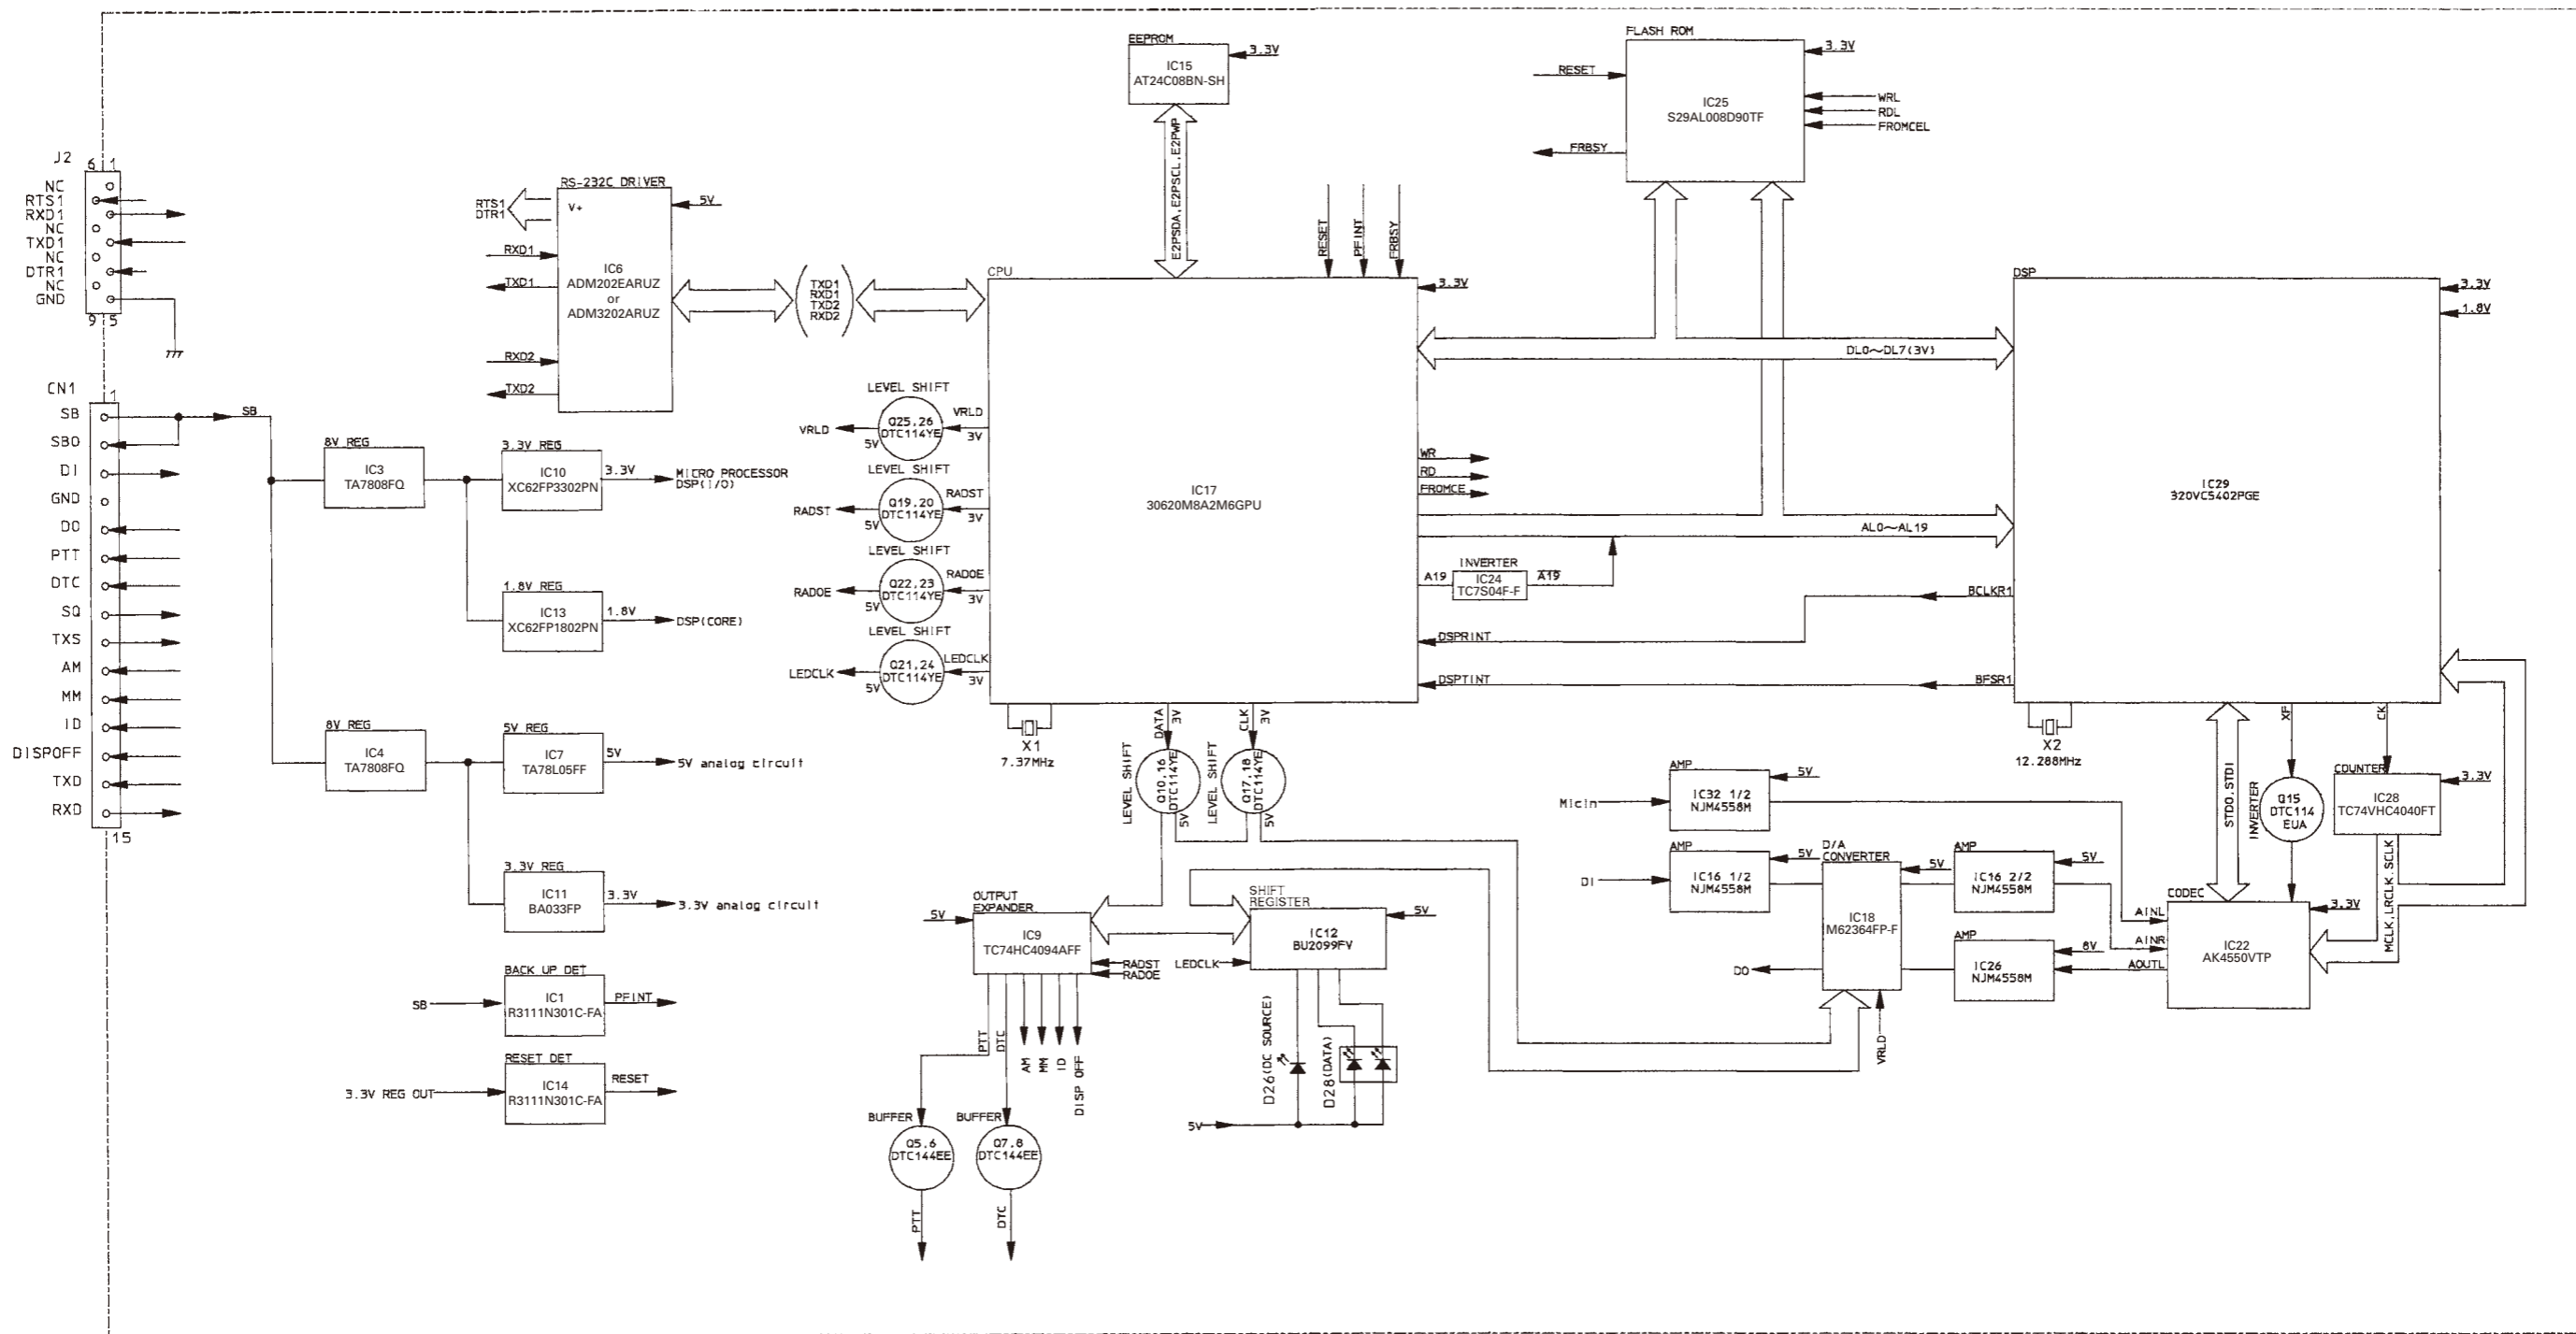 J2
6 1
NC
RTS1
RXD1
NC
TXD1
NC
DTR1
NC
GND
9 5
CN1
1
SB
SBO
DI
GND
DO
PTT
DTC
SQ
TXS
AM
MM
ID
DISPOFF
TXD
RXD
15
SB
8V REG
IC3
TA7808FQ
3.3V REG
IC10
XC62FP3302PN
3.3V
MICRO PROCESSOR
DSP(I/O)
1.8V REG
IC13
XC62FP1802PN
1.8V
DSP(CORE)
8V REG
IC4
TA7808FQ
5V REG
IC7
TA78L05FF
5V
5V analog circuit
3.3V REG
IC11
BA033FP
3.3V
3.3V analog circuit
BACK UP DET
SB
IC1
R3111N301C-FA
PFINT
RESET DET
3.3V REG OUT
IC14
R3111N301C-FA
RESET
RS-232C DRIVER
V+
5V
RTS1
DTR1
RXD1
TXD1
IC6
ADM202EARUZ
or
ADM3202ARUZ
RXD2
TXD2
TXD1
RXD1
TXD2
RXD2
EEPROM
IC15
AT24C08BN-SH
3.3V
E2PSDA,E2PSCL,E2PWP
RESET
PFINT
FRBSY
CPU
3.3V
IC17
30620M8A2M6GPU
X1
7.37MHz
LEVEL SHIFT
VRLD
Q25,26
DTC114YE
VRLD
5V
3V
LEVEL SHIFT
RADST
Q19,20
DTC114YE
RADST
5V
3V
LEVEL SHIFT
RADOE
Q22,23
DTC114YE
RADOE
5V
3V
LEVEL SHIFT
LEDCLK
Q21,24
DTC114YE
LEDCLK
5V
3V
DATA
3V
CLK
3V
LEVEL SHIFT
Q10,16
DTC114YE
5V
LEVEL SHIFT
Q17,18
DTC114YE
5V
OUTPUT
EXPANDER
5V
IC9
TC74HC4094AFF
RADST
RADOE
SHIFT
REGISTER
IC12
BU2099FV
5V
LEDCLK
PTT
DTC
AM
MM
ID
DISP OFF
D26(DC SOURCE)
D28(DATA)
5V
BUFFER
Q5,6
DTC144EE
PTT
BUFFER
Q7,8
DTC144EE
DTC
FLASH ROM
3.3V
RESET
IC25
S29AL008D90TF
WRL
RDL
FROMCEL
FRBSY
DL0~DL7(3V)
WR
RD
FROMCE
AL0~AL19
INVERTER
A19
IC24
TC7S04F-F
A19
BCLKR1
DSPRINT
BFSR1
DSPTINT
DSP
3.3V
1.8V
IC29
320VC5402PGE
X2
12.288MHz
STDO,STDI
XF
CK
INVERTER
Q15
DTC114
EUA
COUNTER
3.3V
IC28
TC74VHC4040FT
MCLK,LRCLK,SCLK
AMP
MicIn
IC32 1/2
NJM4558M
5V
AMP
DI
IC16 1/2
NJM4558M
5V
D/A
CONVERTER
IC18
M62364FP-F
5V
VRLD
AMP
IC16 2/2
NJM4558M
5V
AMP
IC26
NJM4558M
8V
DO
CODEC
3.3V
AINL
AINR
AOUTL
IC22
AK4550VTP